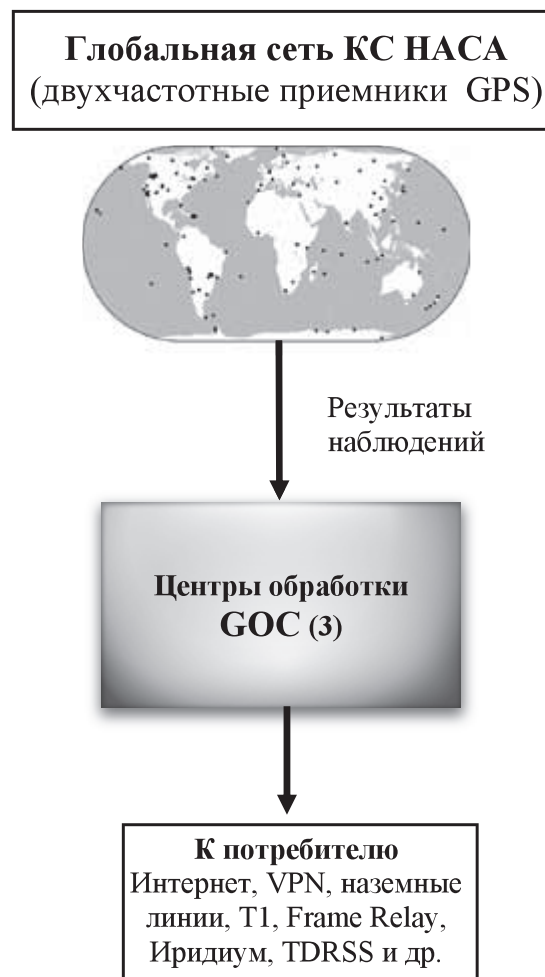 Глобальная сеть КС НАСА
(двухчастотные приемники GPS)
Результаты
наблюдений
Центры обработки
GOC (3)
К потребителю
Интернет, VPN, наземные
линии, T1, Frame Relay,
Иридиум, TDRSS и др.